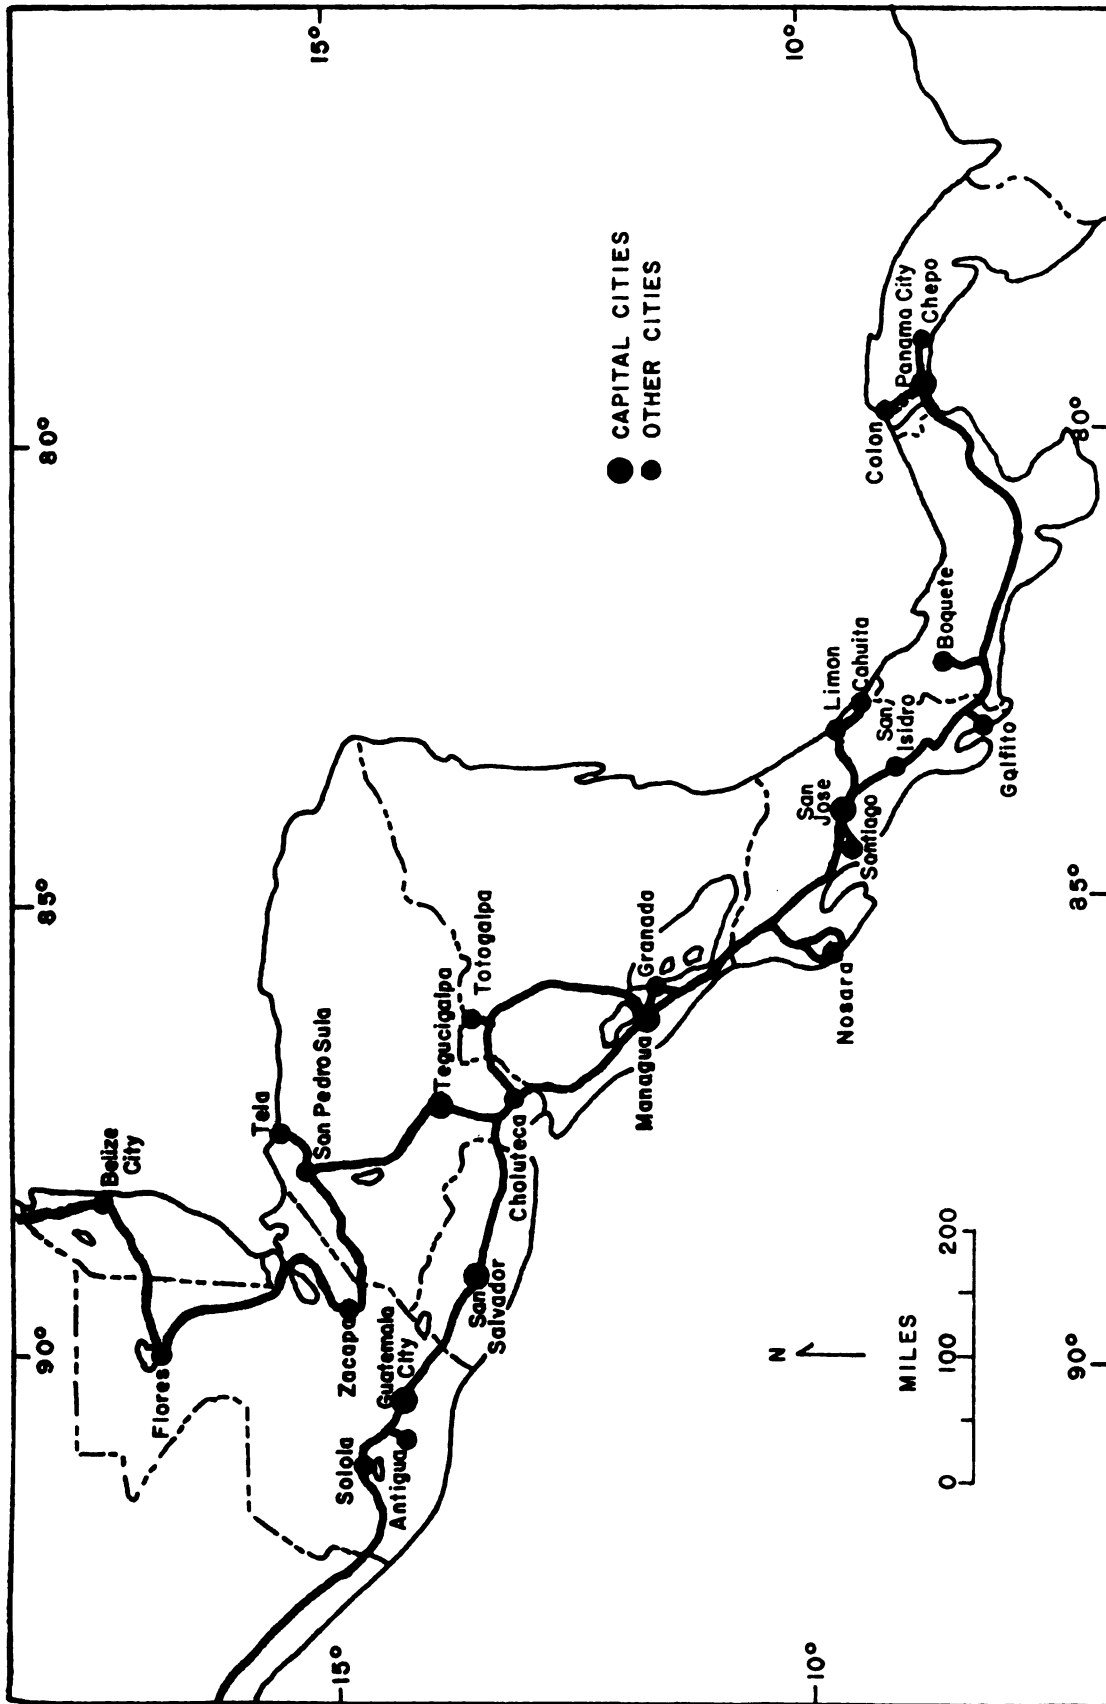 90°
85°
80°
15°
15°
Belize
City
Flores
Tela
San Pedro Sula
Zacapa
Guatemala
City
Solola
Antigua
Tegucigalpa
Totogalpa
San
Salvador
Choluteca
Managua
Granada
CAPITAL CITIES
OTHER CITIES
N
MILES
0 100 200
10°
10°
Nosara
San
Jose
Santiago
Limon
Cahuita
San
Isidro
Galfito
Boquete
Colon
Panama City
Chepo
90°
85°
80°